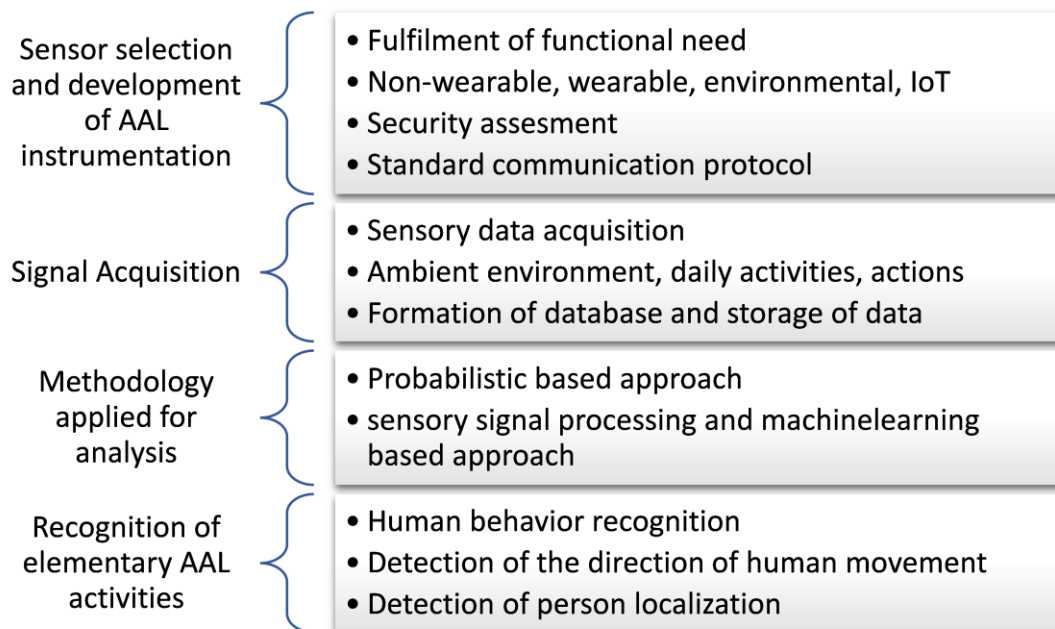 Sensor selection
and development
of AAL
instrumentation
• Fulfilment of functional need
• Non-wearable, wearable, environmental, IoT
• Security assesment
• Standard communication protocol
Signal Acquisition
• Sensory data acquisition
• Ambient environment, daily activities, actions
• Formation of database and storage of data
Methodology
applied for
analysis
• Probabilistic based approach
• sensory signal processing and machinelearning
based approach
Recognition of
elementary AAL
activities
• Human behavior recognition
• Detection of the direction of human movement
• Detection of person localization